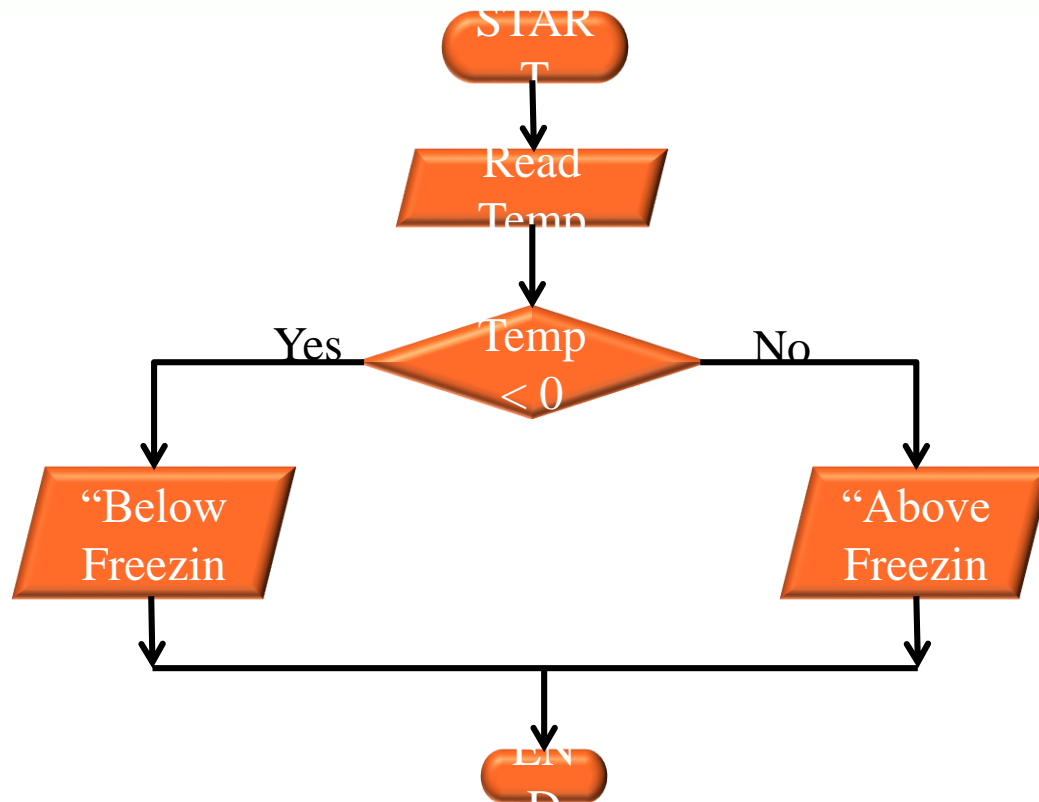 STAR
T
Read
Temp
Temp
< 0
Yes
No
“Below
Freezin
“Above
Freezin
EN
D